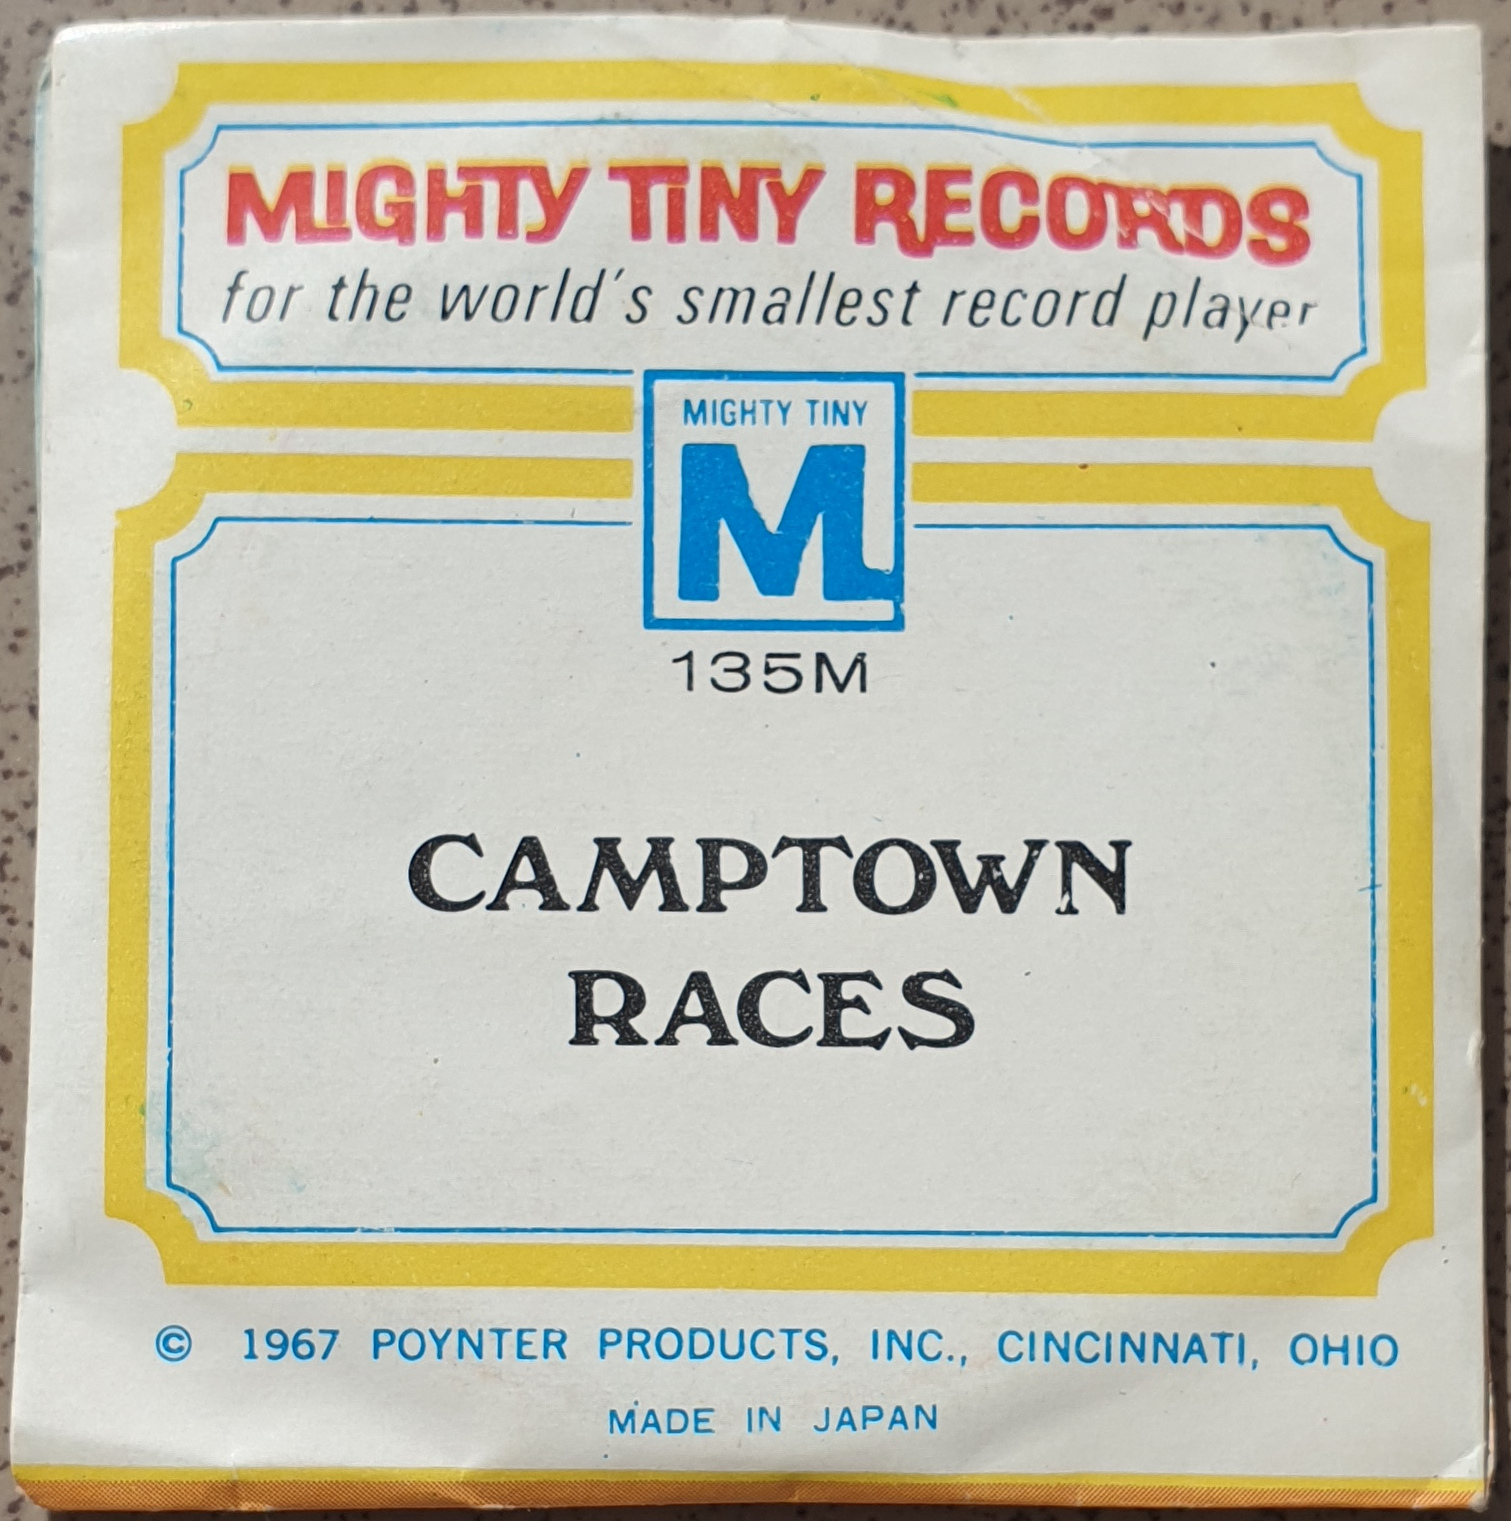 MIGHTY TINY RECORDS
for the world's smallest record player
MIGHTY TINY
M
135M
CAMPTOWN
RACES
© 1967 POYNTER PRODUCTS, INC., CINCINNATI, OHIO
MADE IN JAPAN